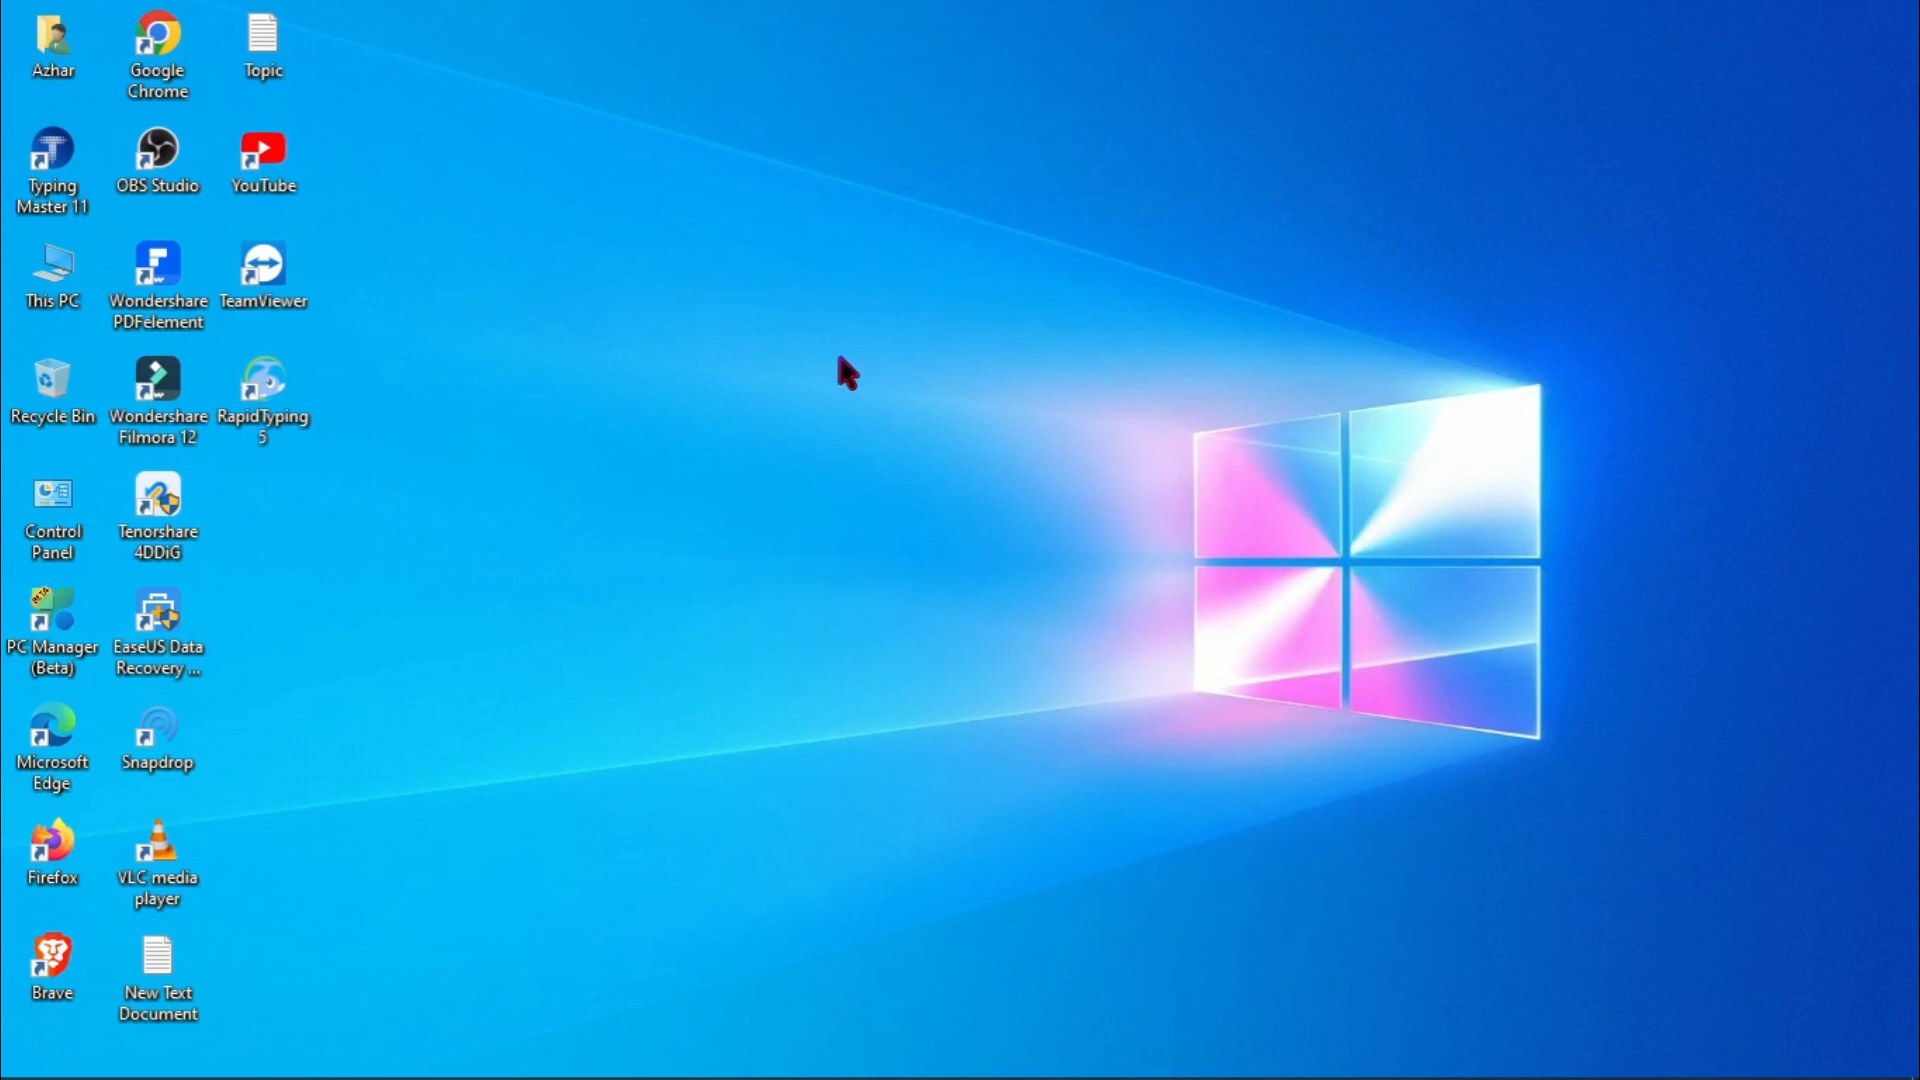 Azhar
Google
Chrome
Topic
Typing
Master 11
OBS Studio
YouTube
This PC
Wondershare
PDFelement
TeamViewer
Recycle Bin
Wondershare
Filmora 12
RapidTyping
5
Control
Panel
Tenorshare
4DDiG
BETA
PC Manager
(Beta)
EaseUS Data
Recovery ...
Microsoft
Edge
Snapdrop
Firefox
VLC media
player
Brave
New Text
Document